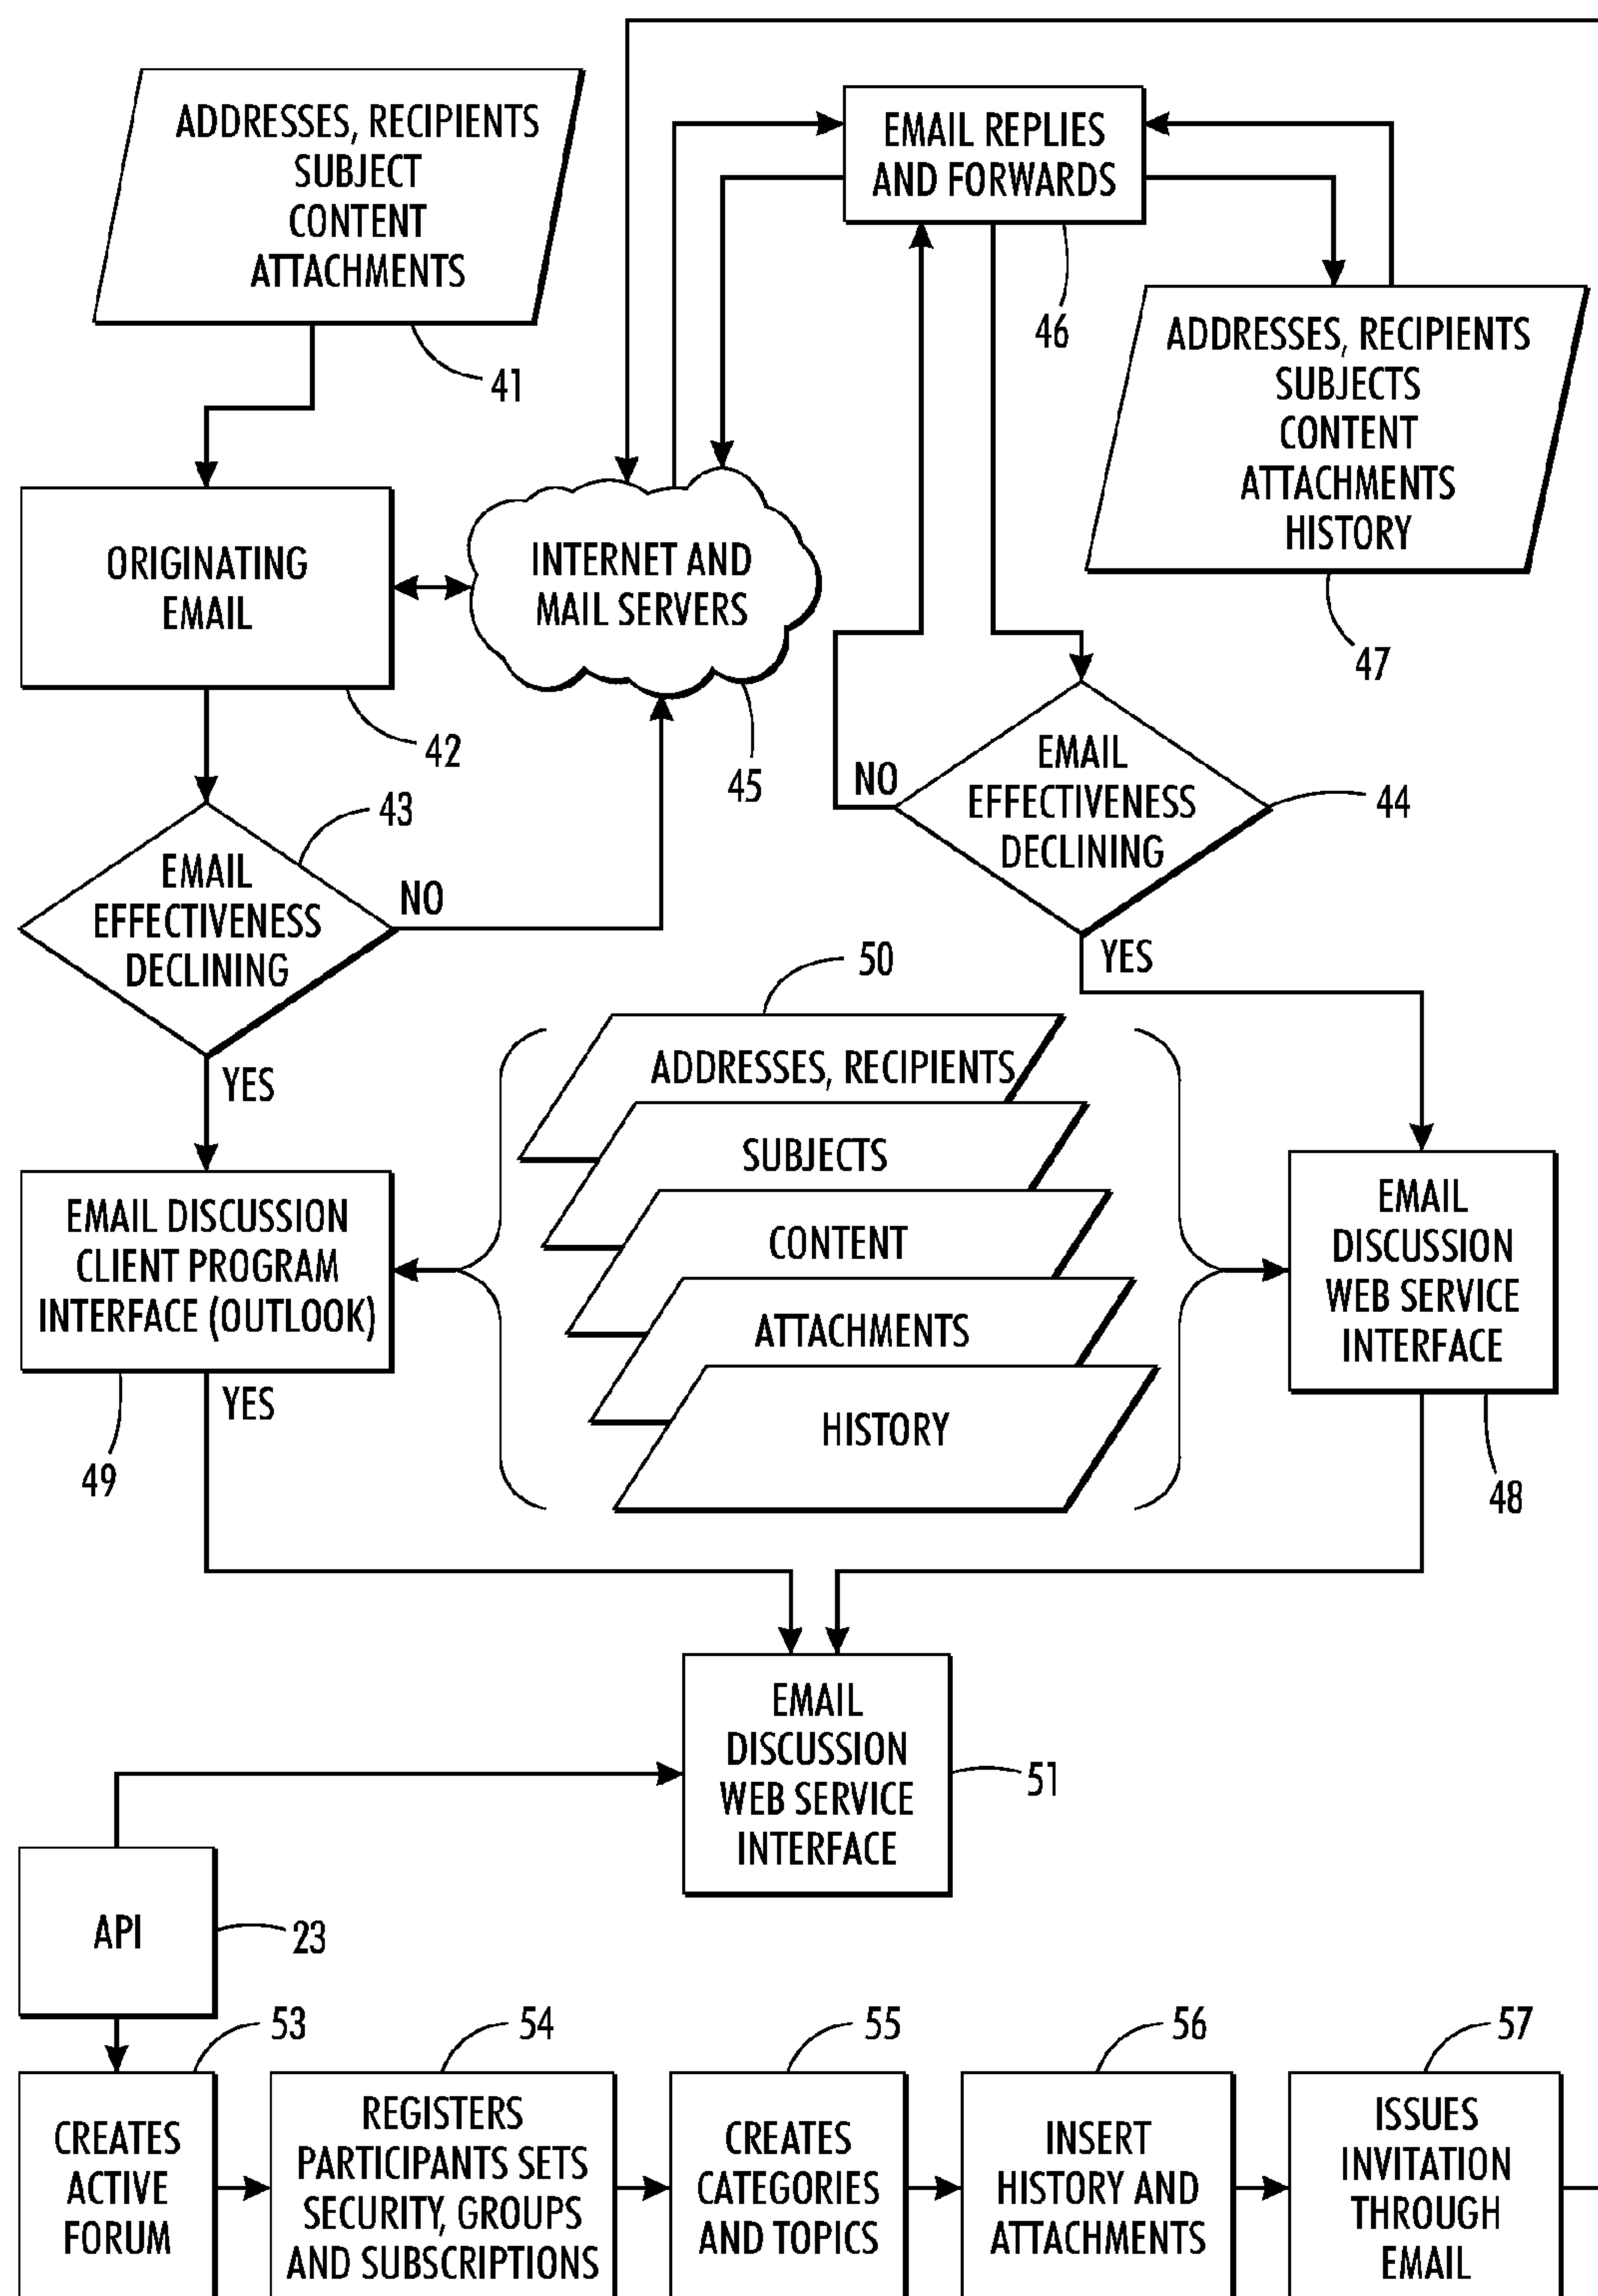 ADDRESSES, RECIPIENTS
SUBJECT
CONTENT
ATTACHMENTS
41
EMAIL REPLIES
AND FORWARDS
46
ADDRESSES, RECIPIENTS
SUBJECTS
CONTENT
ATTACHMENTS
HISTORY
47
ORIGINATING
EMAIL
42
INTERNET AND
MAIL SERVERS
45
EMAIL
EFFECTIVENESS
DECLINING
43
NO
YES
EMAIL
EFFECTIVENESS
DECLINING
44
NO
YES
50
ADDRESSES, RECIPIENTS
SUBJECTS
CONTENT
ATTACHMENTS
HISTORY
EMAIL DISCUSSION
CLIENT PROGRAM
INTERFACE (OUTLOOK)
YES
49
EMAIL
DISCUSSION
WEB SERVICE
INTERFACE
48
EMAIL
DISCUSSION
WEB SERVICE
INTERFACE
51
API
23
53
CREATES
ACTIVE
FORUM
54
REGISTERS
PARTICIPANTS SETS
SECURITY, GROUPS
AND SUBSCRIPTIONS
55
CREATES
CATEGORIES
AND TOPICS
56
INSERT
HISTORY AND
ATTACHMENTS
57
ISSUES
INVITATION
THROUGH
EMAIL